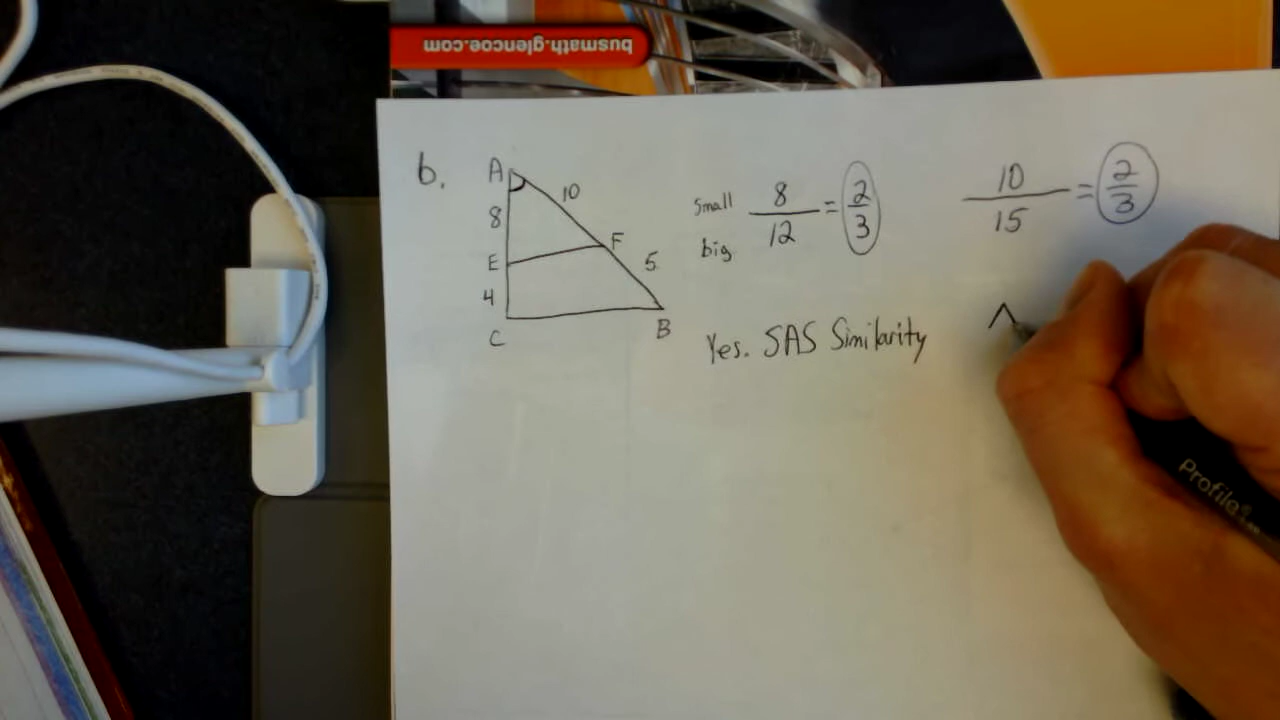 busmath.glencoe.com
b.
A
10
8
F
E
5
4
C
B
Small 8/12 = 2/3
big
10/15 = 2/3
Yes. SAS Similarity
Profile